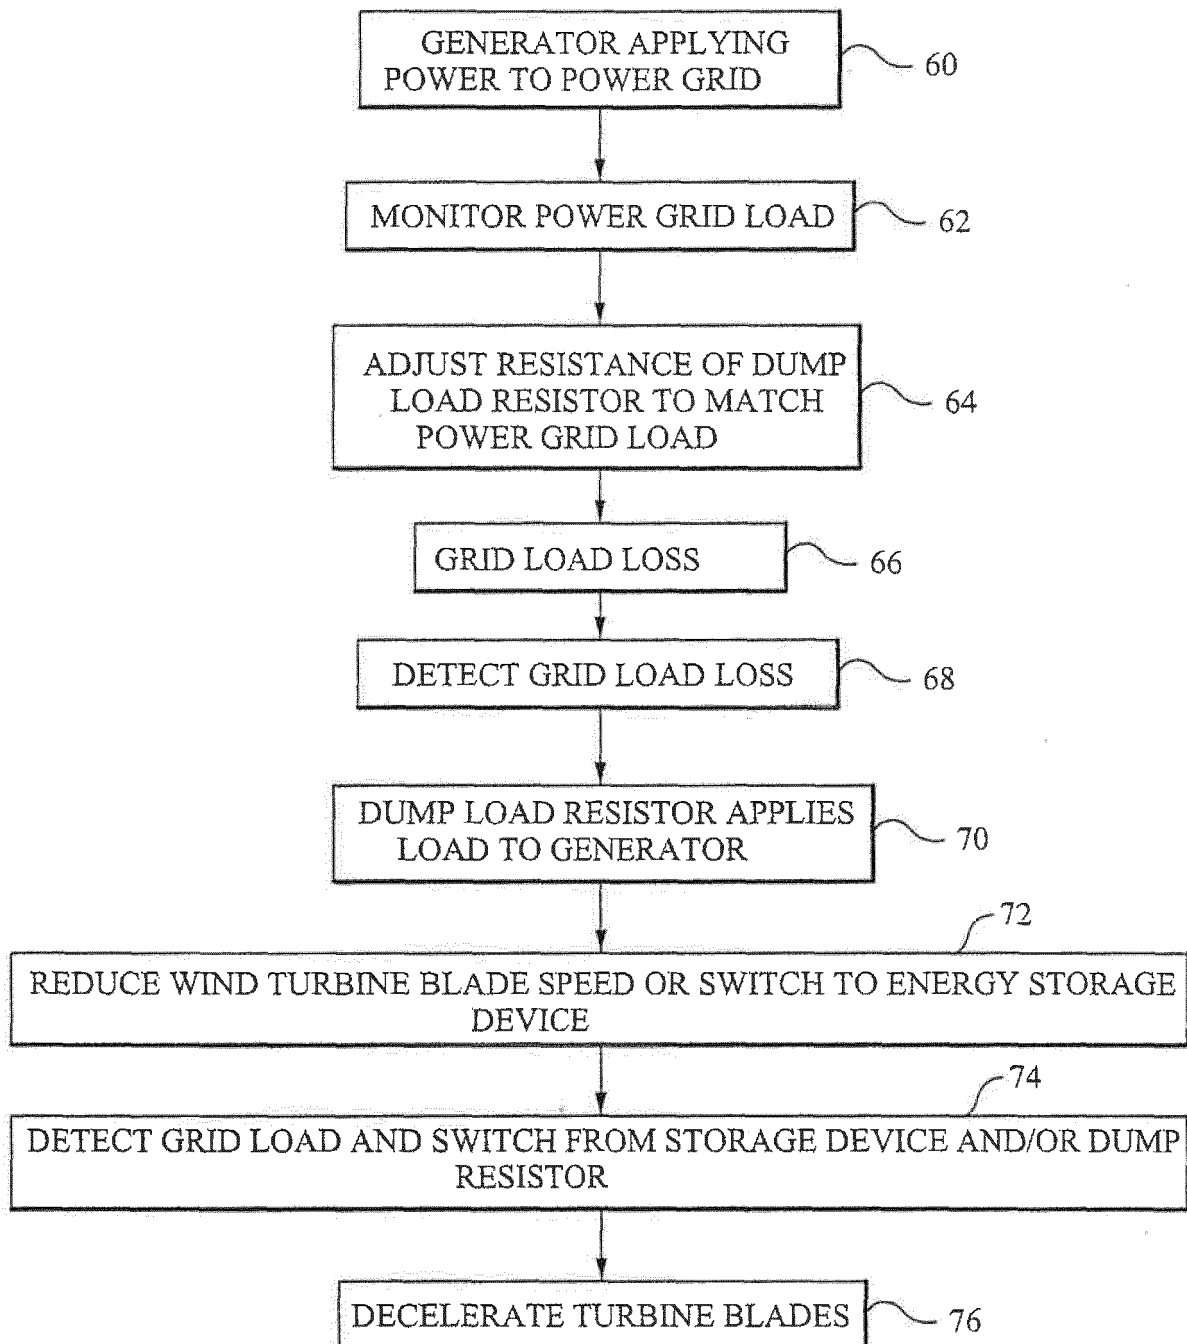 GENERATOR APPLYING
POWER TO POWER GRID
60
MONITOR POWER GRID LOAD
62
ADJUST RESISTANCE OF DUMP
LOAD RESISTOR TO MATCH
POWER GRID LOAD
64
GRID LOAD LOSS
66
DETECT GRID LOAD LOSS
68
DUMP LOAD RESISTOR APPLIES
LOAD TO GENERATOR
70
72
REDUCE WIND TURBINE BLADE SPEED OR SWITCH TO ENERGY STORAGE
DEVICE
74
DETECT GRID LOAD AND SWITCH FROM STORAGE DEVICE AND/OR DUMP
RESISTOR
DECELERATE TURBINE BLADES
76